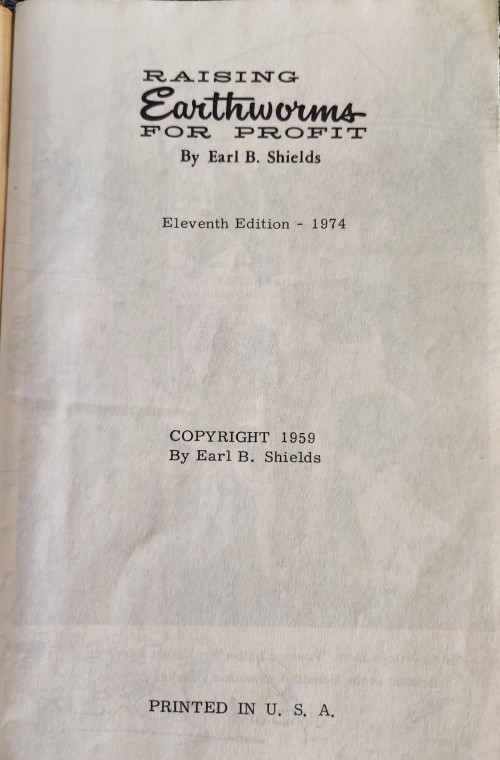 RAISING
Earthworms
FOR PROFIT
By Earl B. Shields
Eleventh Edition - 1974
COPYRIGHT 1959
By Earl B. Shields
PRINTED IN U. S. A.